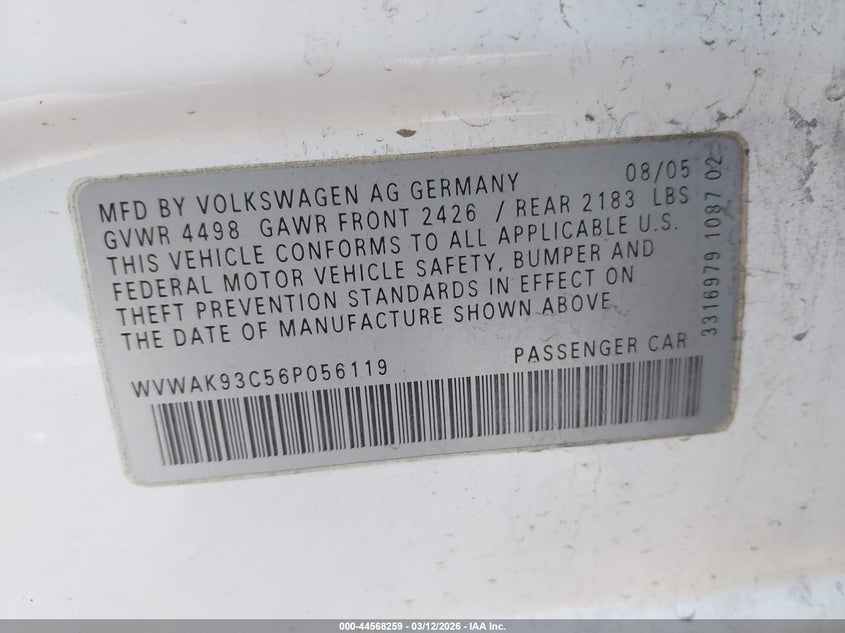 MFD BY VOLKSWAGEN AG GERMANY 08/05
GVWR 4498 GAWR FRONT 2426 / REAR 2183 LBS
THIS VEHICLE CONFORMS TO ALL APPLICABLE U.S.
FEDERAL MOTOR VEHICLE SAFETY, BUMPER AND
THEFT PREVENTION STANDARDS IN EFFECT ON
THE DATE OF MANUFACTURE SHOWN ABOVE.
WVWAK93C56P056119 PASSENGER CAR
3316979 1087 02
000-44568259 - 03/12/2026 - IAA Inc.